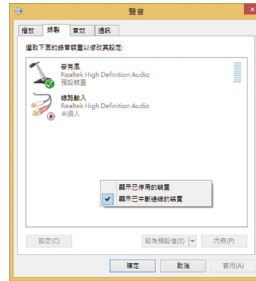 聲音
播放 錄製 音效 通訊
選取下面的錄音裝置以修改其設定:
麥克風
Realtek High Definition Audio
預設裝置
線路輸入
Realtek High Definition Audio
未插入
顯示已停用的裝置
顯示已中斷連線的裝置
設定(C) 設為預設值(S) 內容(P)
確定 取消 套用(A)